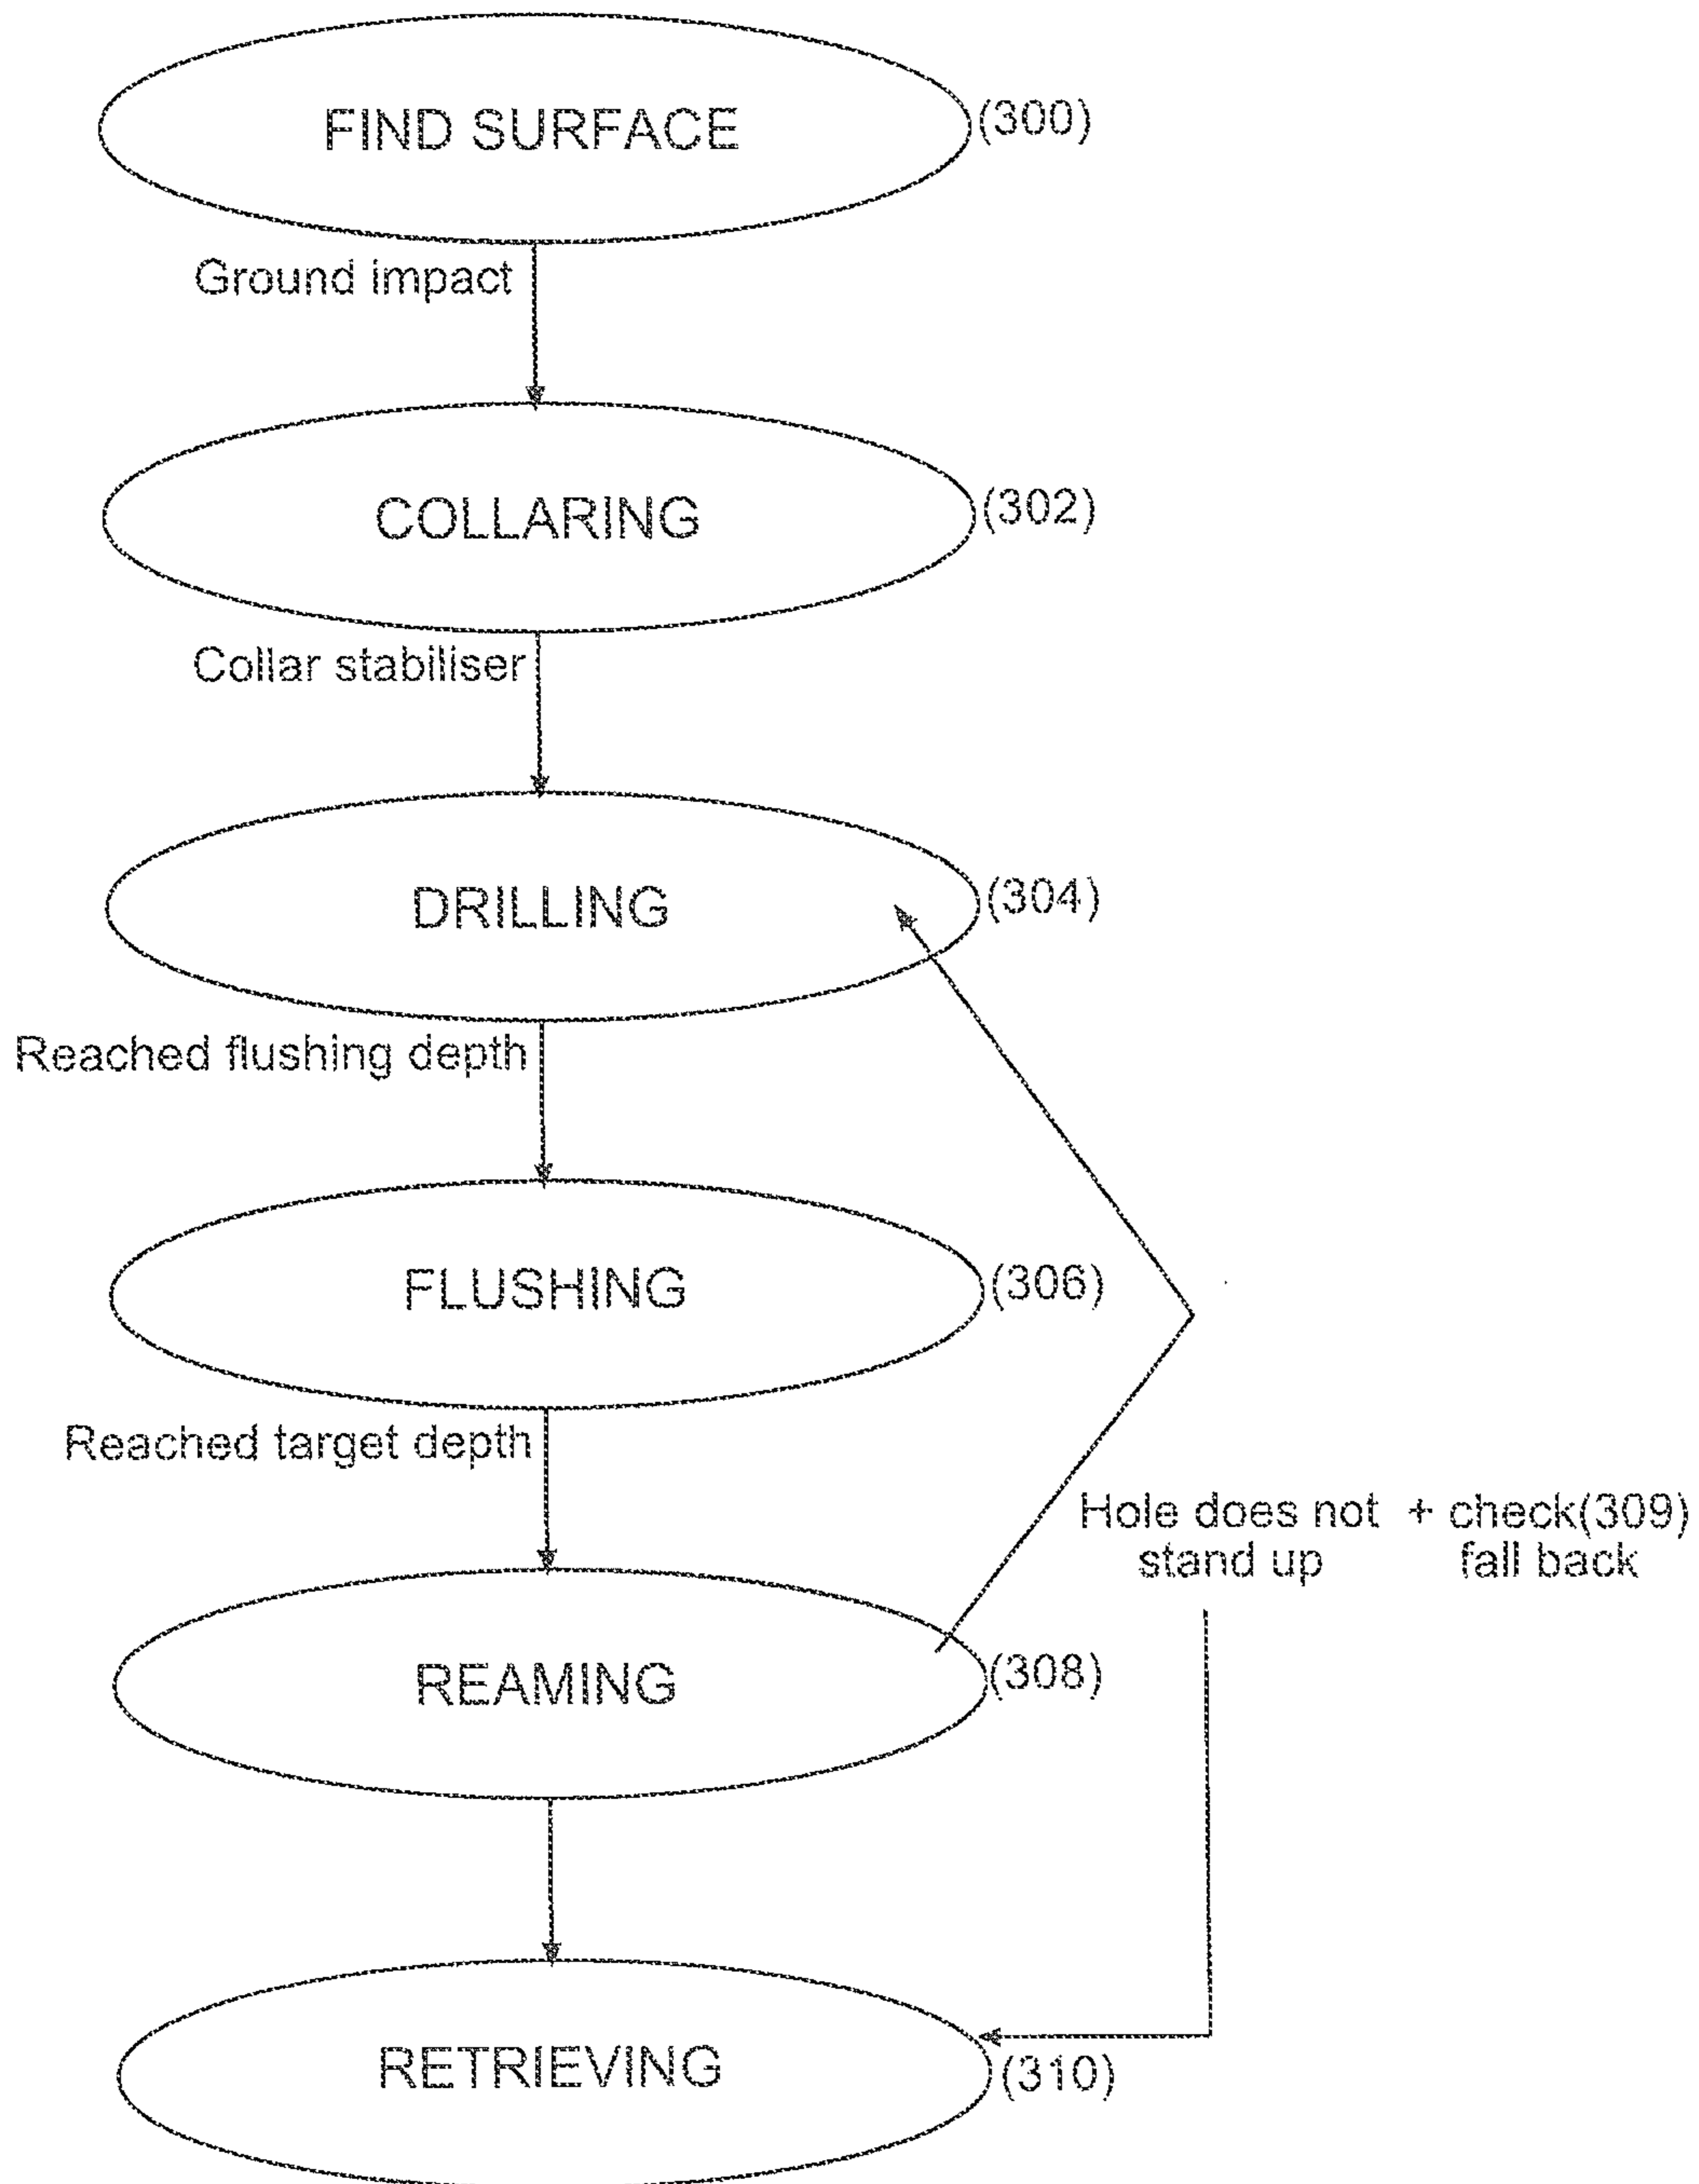 FIND SURFACE (300)
Ground impact
COLLARING (302)
Collar stabiliser
DRILLING (304)
Reached flushing depth
FLUSHING (306)
Reached target depth
Hole does not + check(309)
stand up fall back
REAMING (308)
RETRIEVING (310)